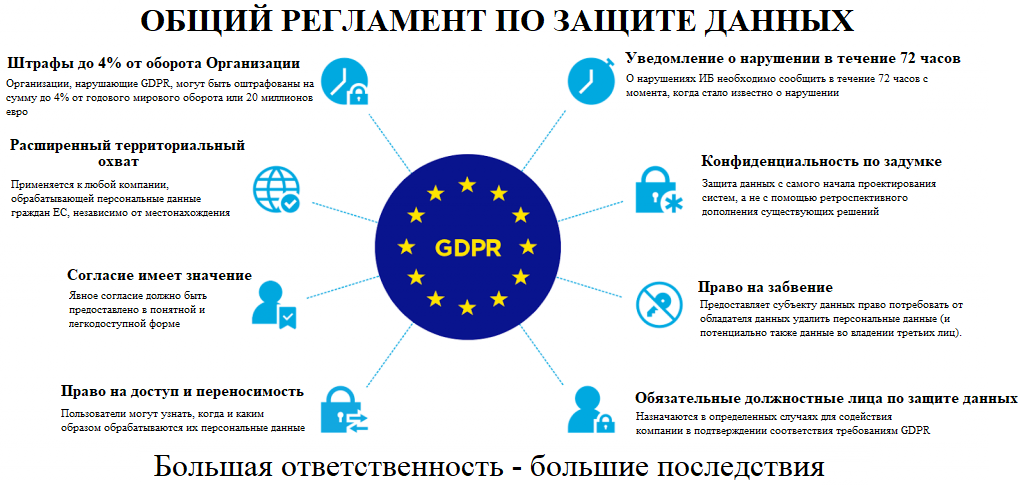 ОБЩИЙ РЕГЛАМЕНТ ПО ЗАЩИТЕ ДАННЫХ
Штрафы до 4% от оборота Организации
Организации, нарушающие GDPR, могут быть оштрафованы на
сумму до 4% от годового мирового оборота или 20 миллионов
евро
Уведомление о нарушении в течение 72 часов
О нарушениях ИБ необходимо сообщить в течение 72 часов с
момента, когда стало известно о нарушении
Расширенный территориальный
охват
Применяется к любой компании,
обрабатывающей персональные данные
граждан ЕС, независимо от местонахождения
Конфиденциальность по задумке
Защита данных с самого начала проектирования
систем, а не с помощью ретроспективного
дополнения существующих решений
GDPR
Согласие имеет значение
Явное согласие должно быть
предоставлено в понятной и
легкодоступной форме
Право на забвение
Предоставляет субъекту данных право потребовать от
обладателя данных удалить персональные данные (и
потенциально также данные во владении третьих лиц).
Право на доступ и переносимость
Пользователи могут узнать, когда и каким
образом обрабатываются их персональные данные
Обязательные должностные лица по защите данных
Назначаются в определенных случаях для содействия
компании в подтверждении соответствия требованиям GDPR
Большая ответственность - большие последствия